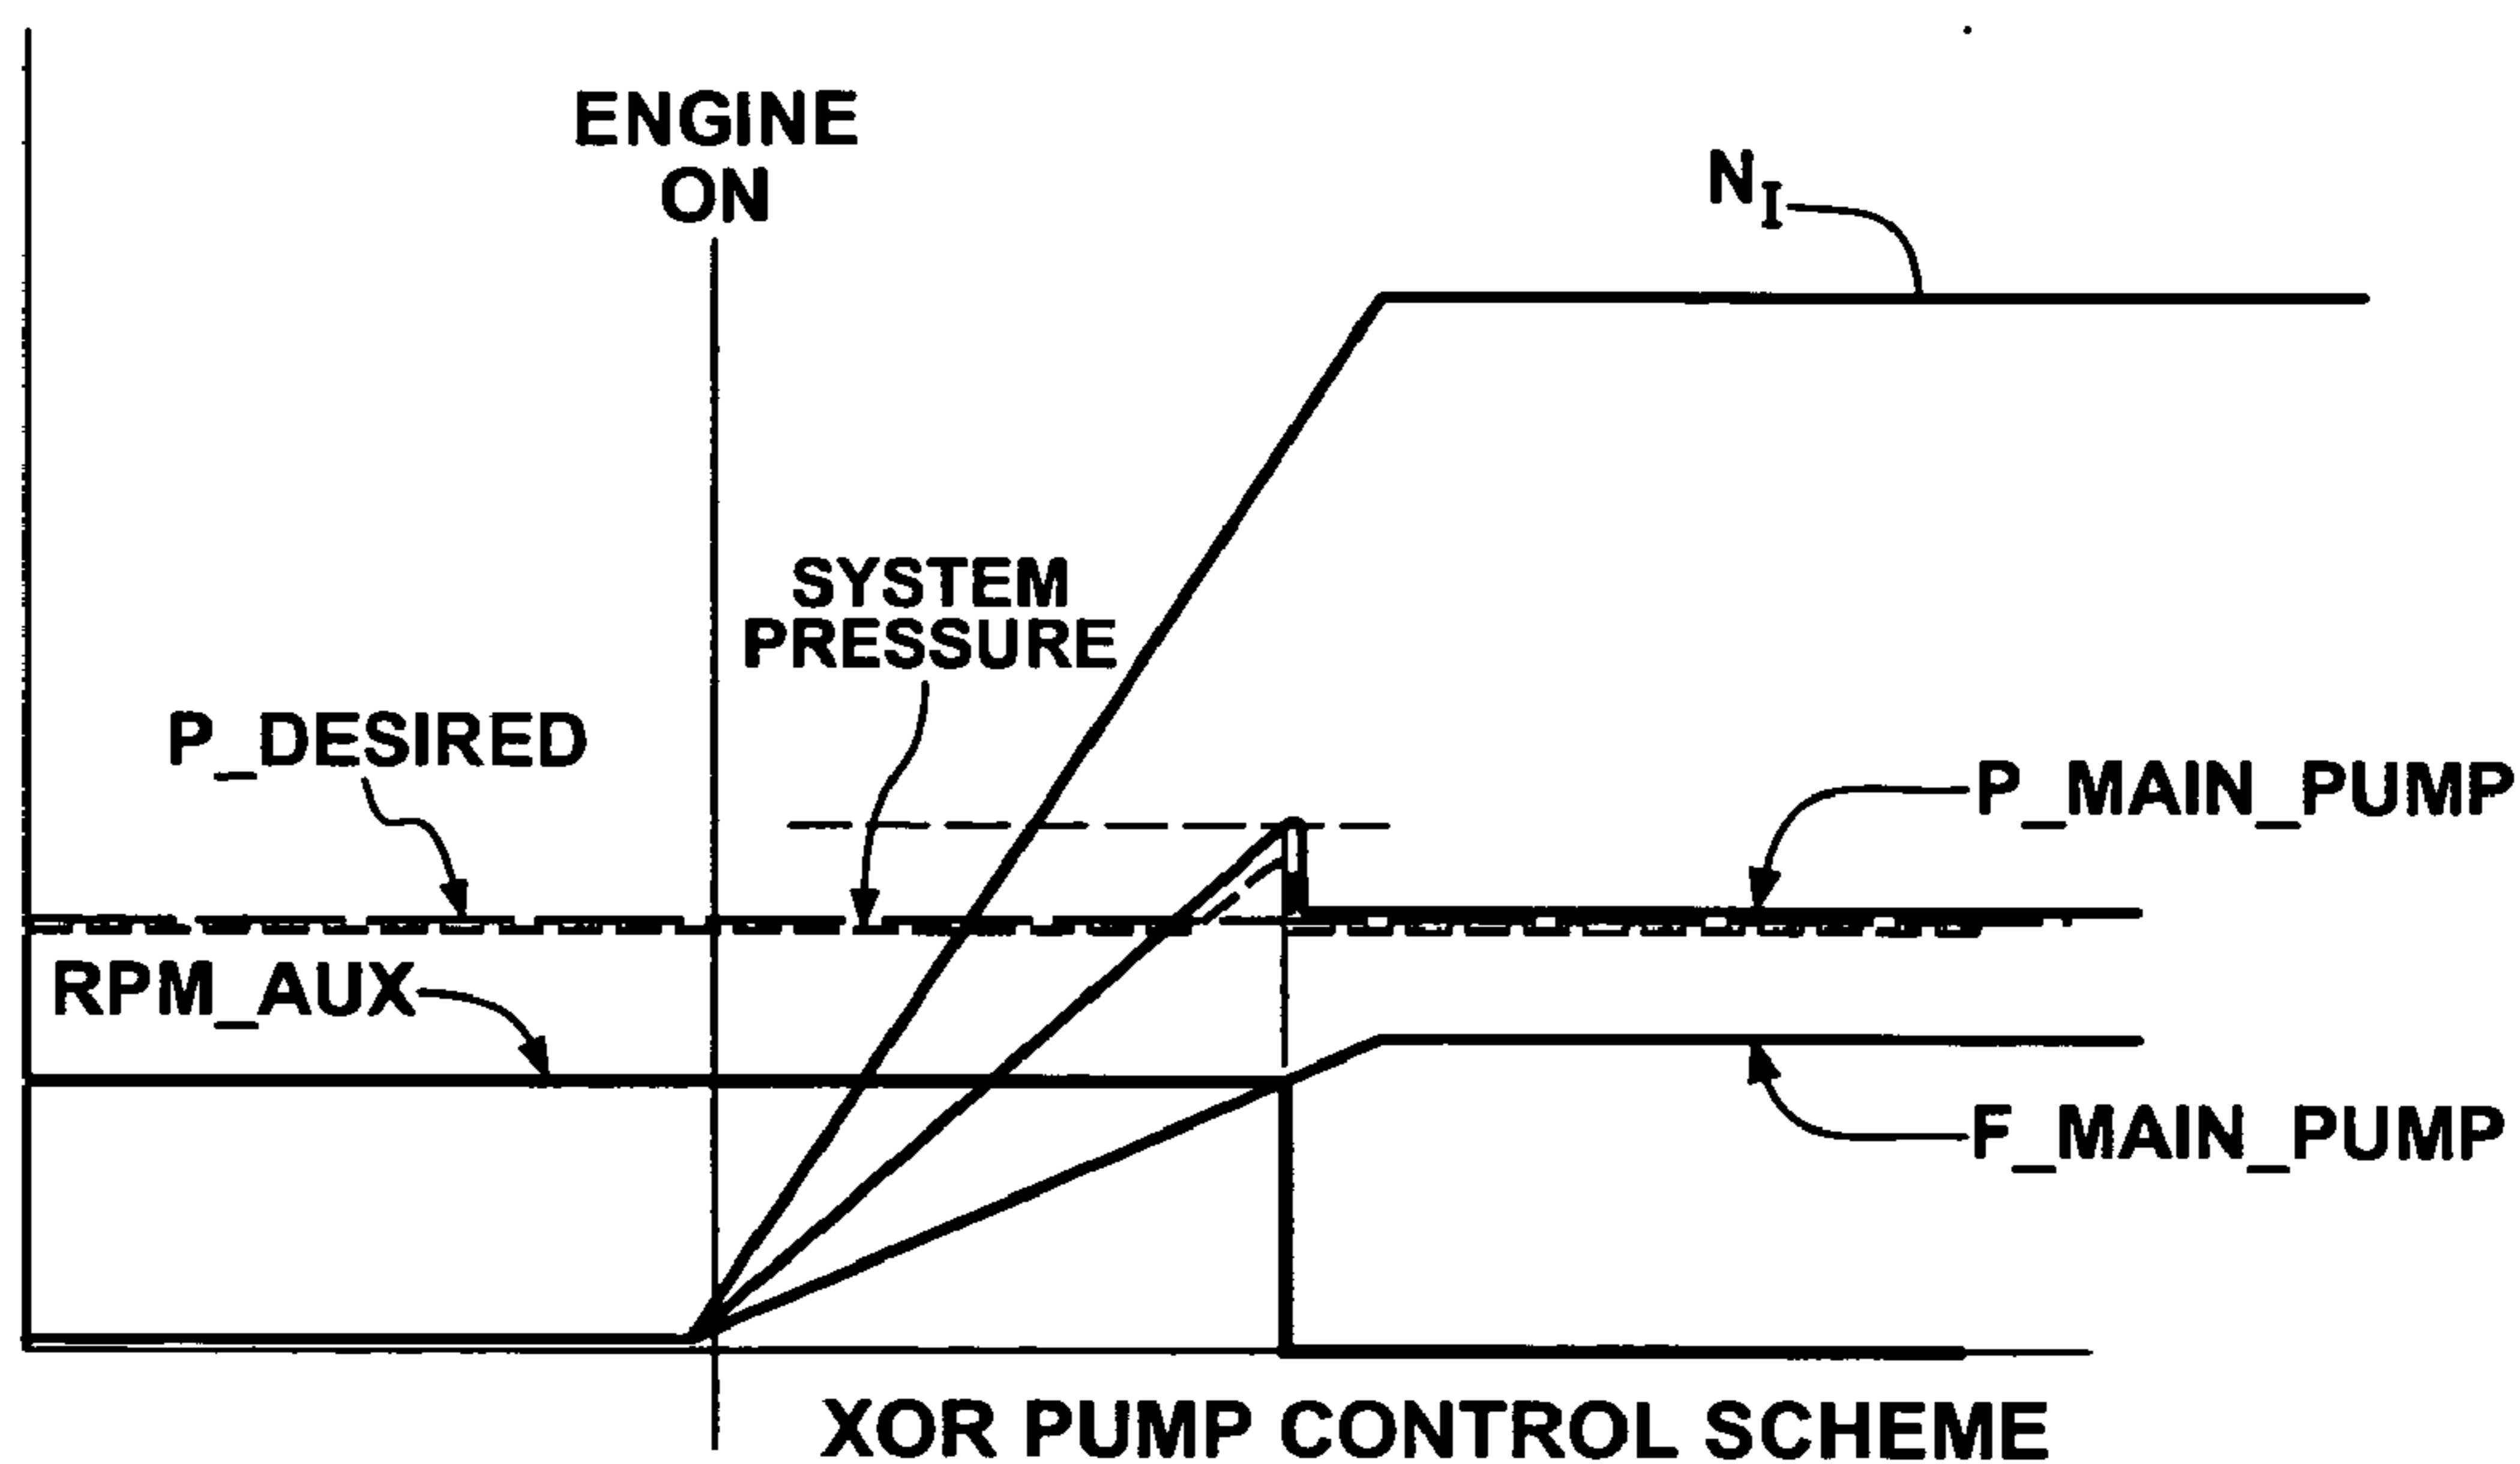 ENGINE
ON
N_I
SYSTEM
PRESSURE
P_DESIRED
P_MAIN_PUMP
RPM_AUX
F_MAIN_PUMP
XOR PUMP CONTROL SCHEME